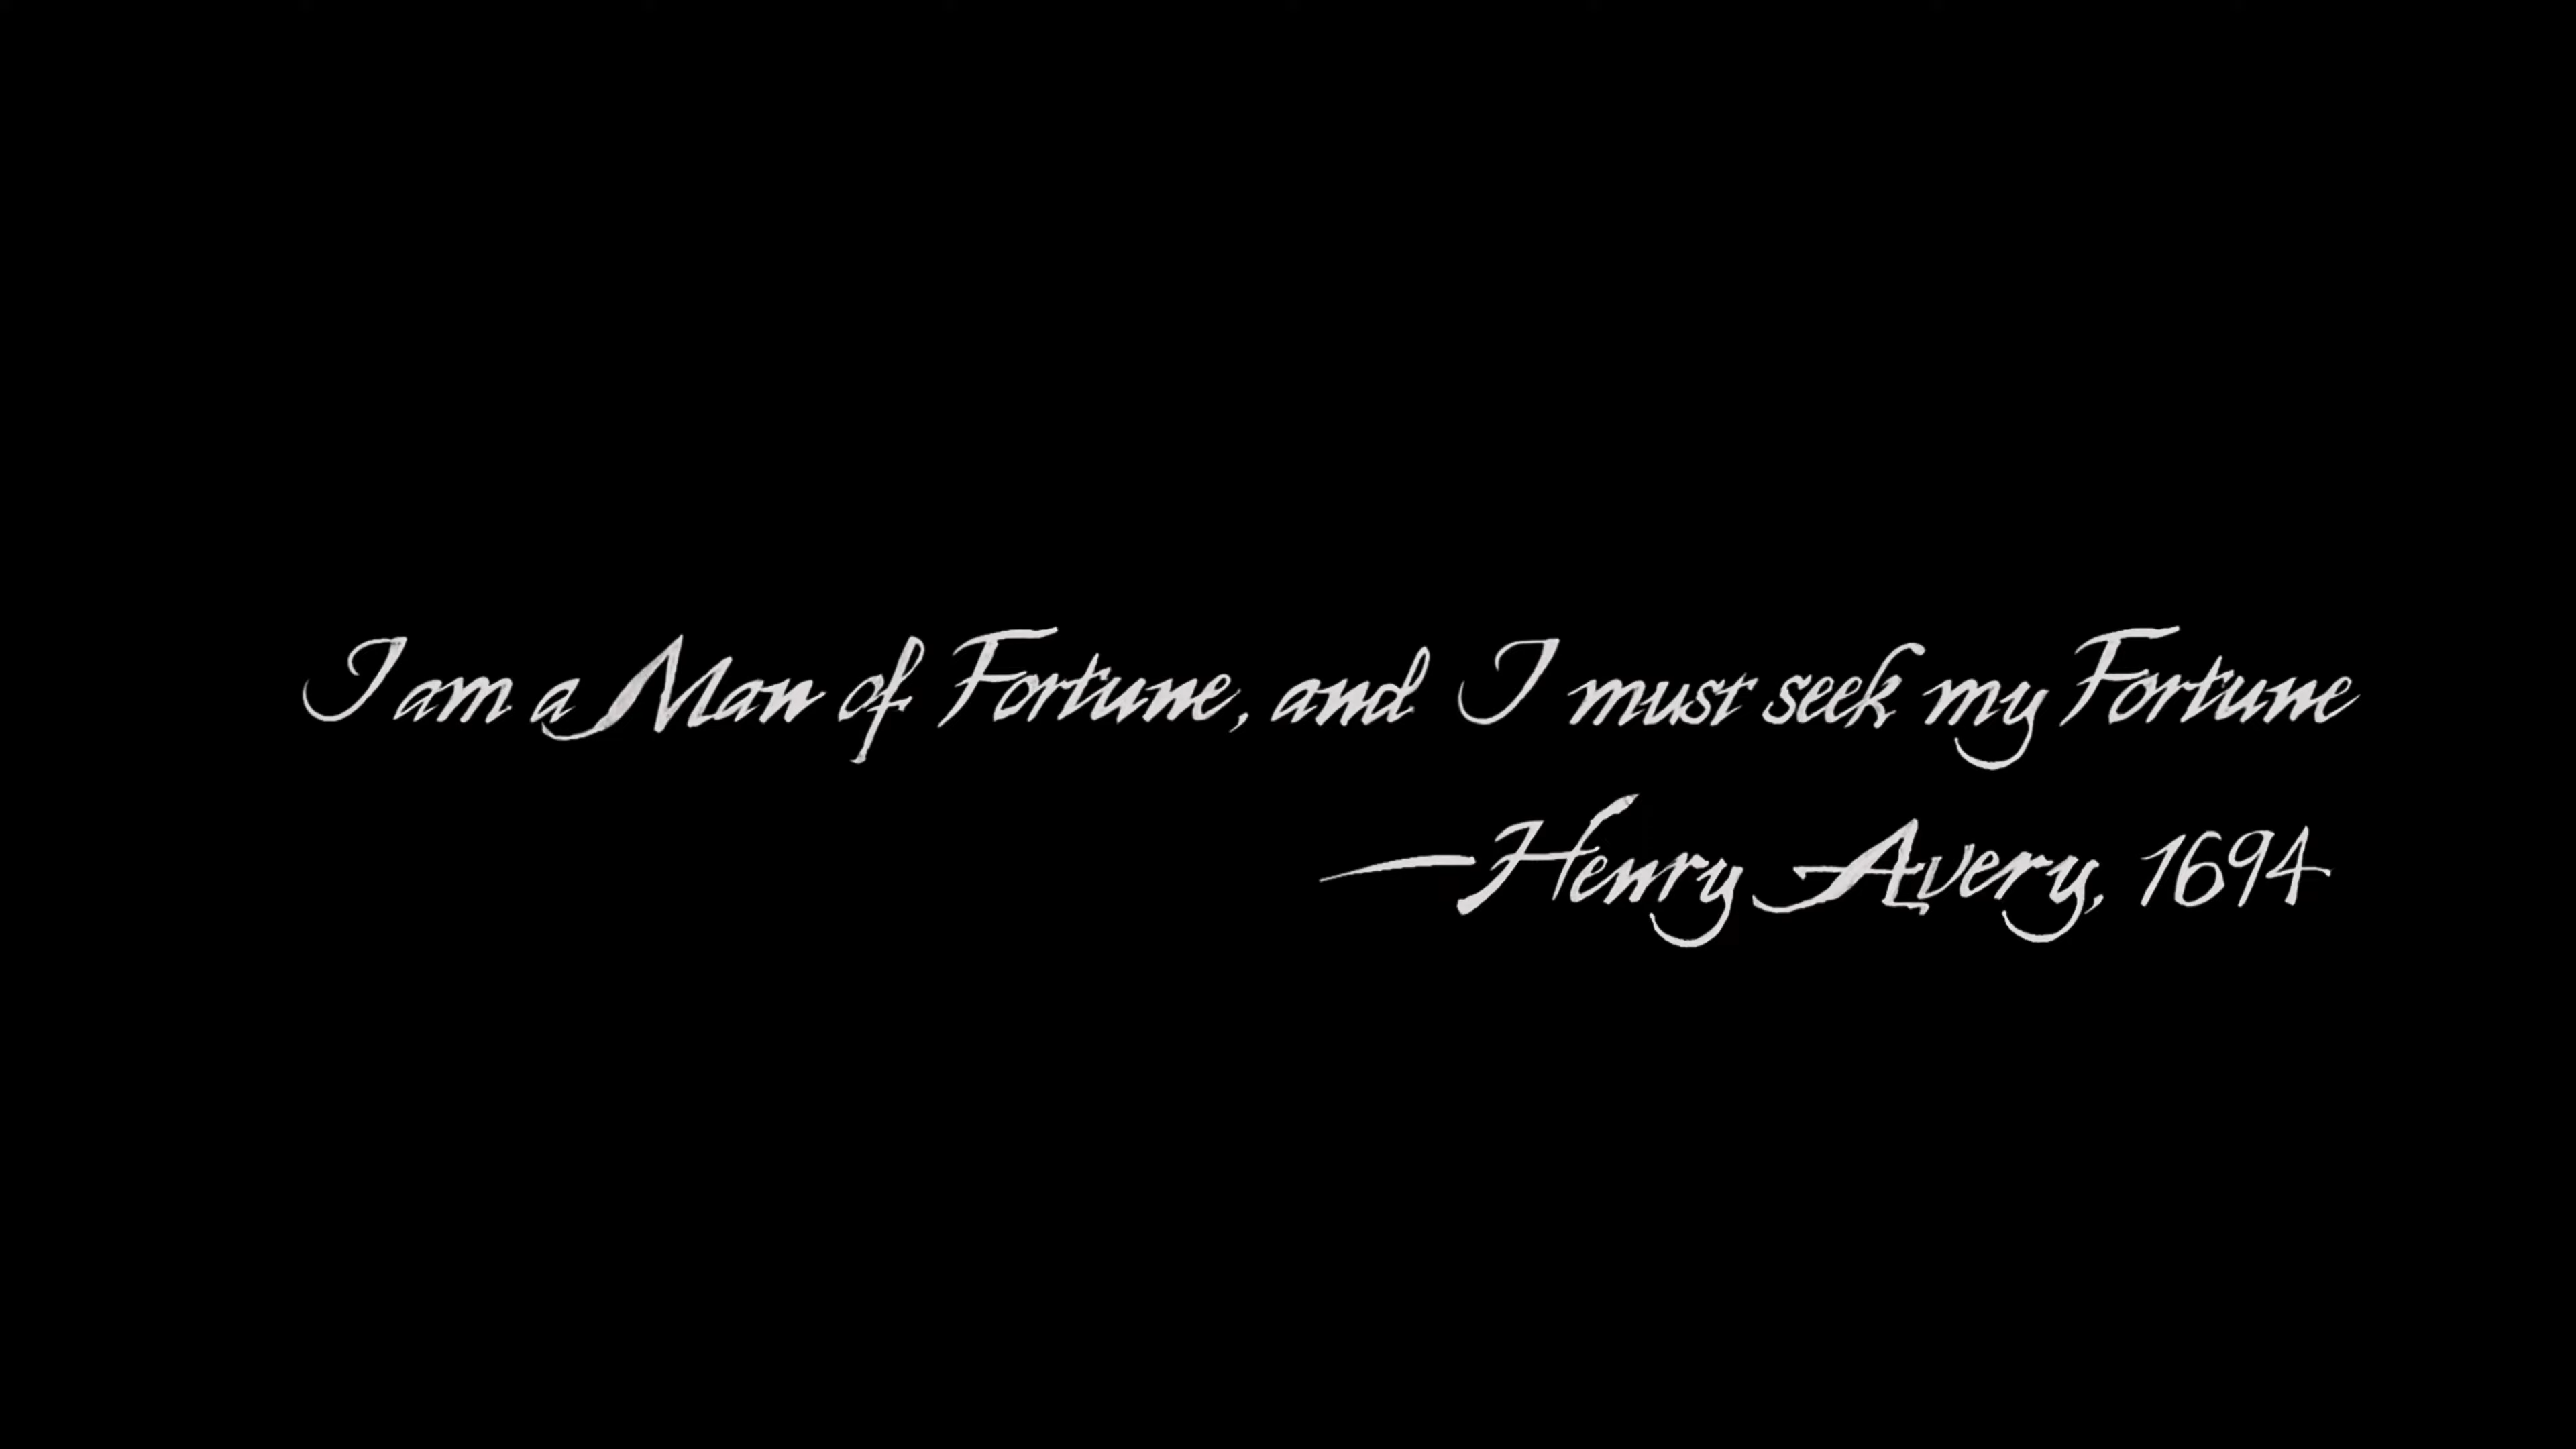 I am a Man of Fortune, and I must seek my Fortune
—Henry Avery, 1694